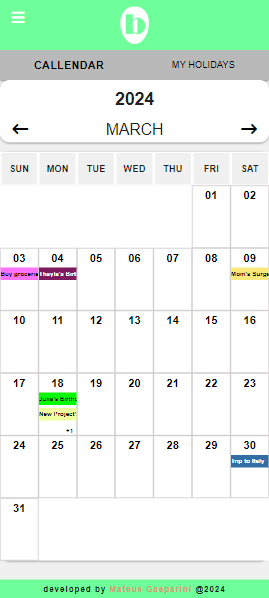 CALLENDAR MY HOLIDAYS
2024
MARCH
SUN MON TUE WED THU FRI SAT
01 02
03 04 05 06 07 08 09
Buy grocerie Thayla's Birt Mom's Surge
10 11 12 13 14 15 16
17 18 19 20 21 22 23
Julia's Birthd
New Project'
+1
24 25 26 27 28 29 30
Trip to Italy
31
developed by Mateus Gasparini @2024